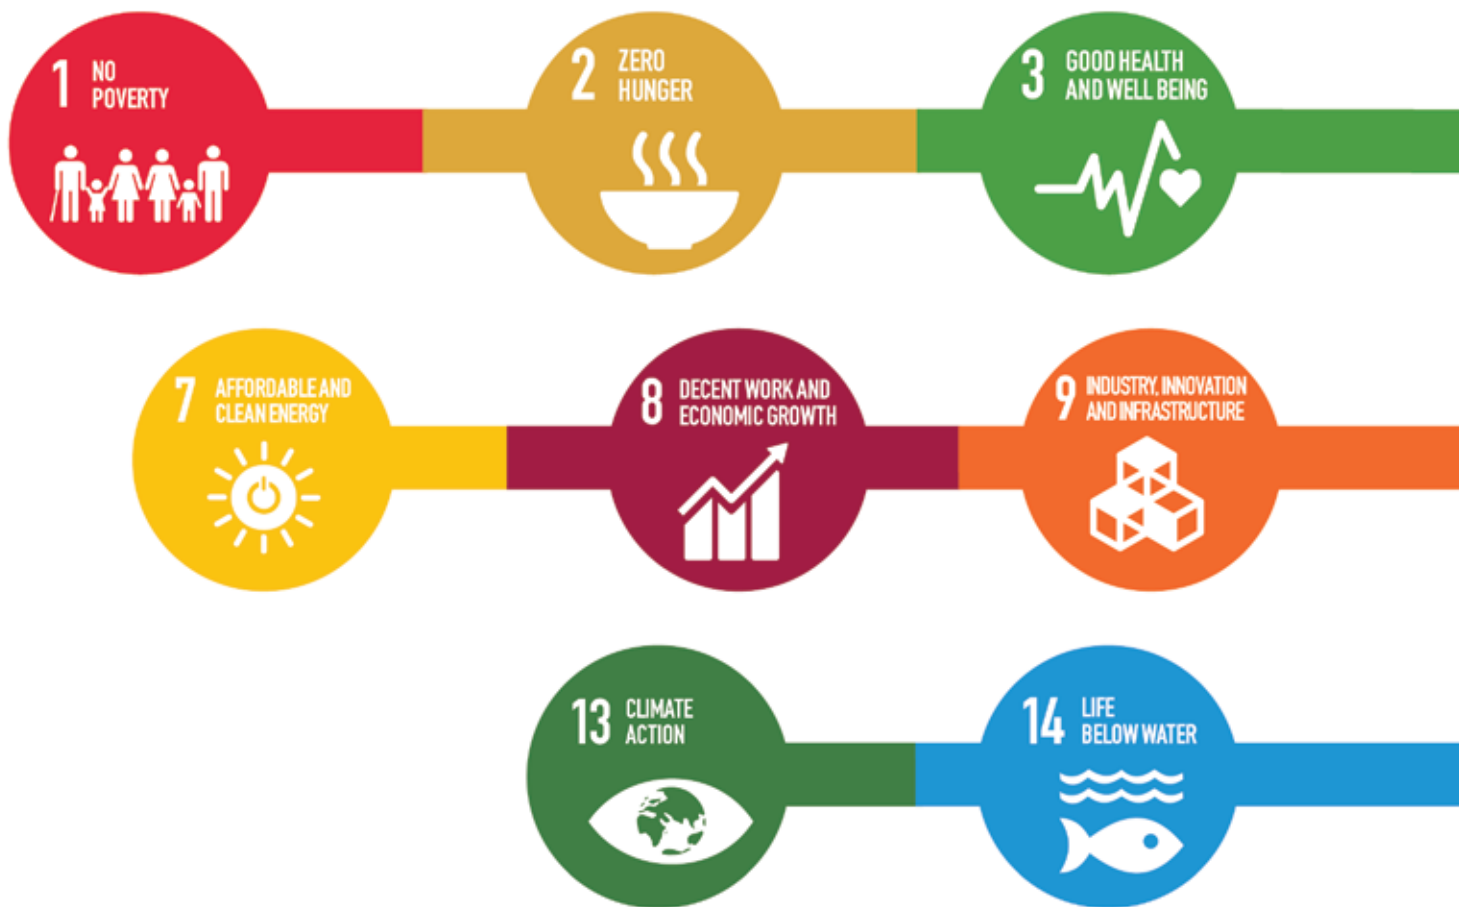 1 NO
POVERTY
2 ZERO
HUNGER
3 GOOD HEALTH
AND WELL BEING
7 AFFORDABLE AND
CLEAN ENERGY
8 DECENT WORK AND
ECONOMIC GROWTH
9 INDUSTRY, INNOVATION
AND INFRASTRUCTURE
13 CLIMATE
ACTION
14 LIFE
BELOW WATER